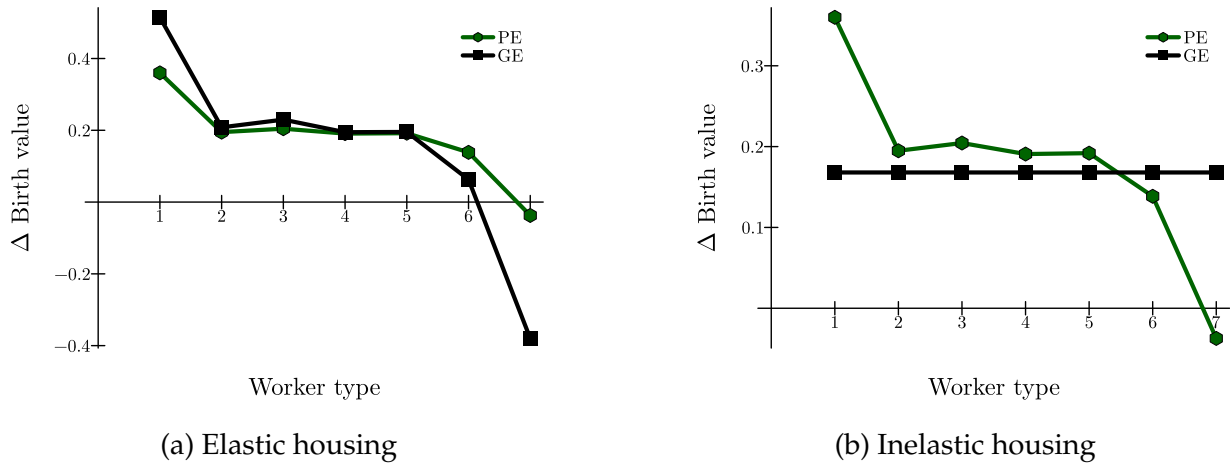 Δ Birth value
0.4
0.2
−0.2
−0.4
1 2 3 4 5 6
PE
GE
Worker type
(a) Elastic housing
Δ Birth value
0.3
0.2
0.1
1 2 3 4 5 6 7
PE
GE
Worker type
(b) Inelastic housing